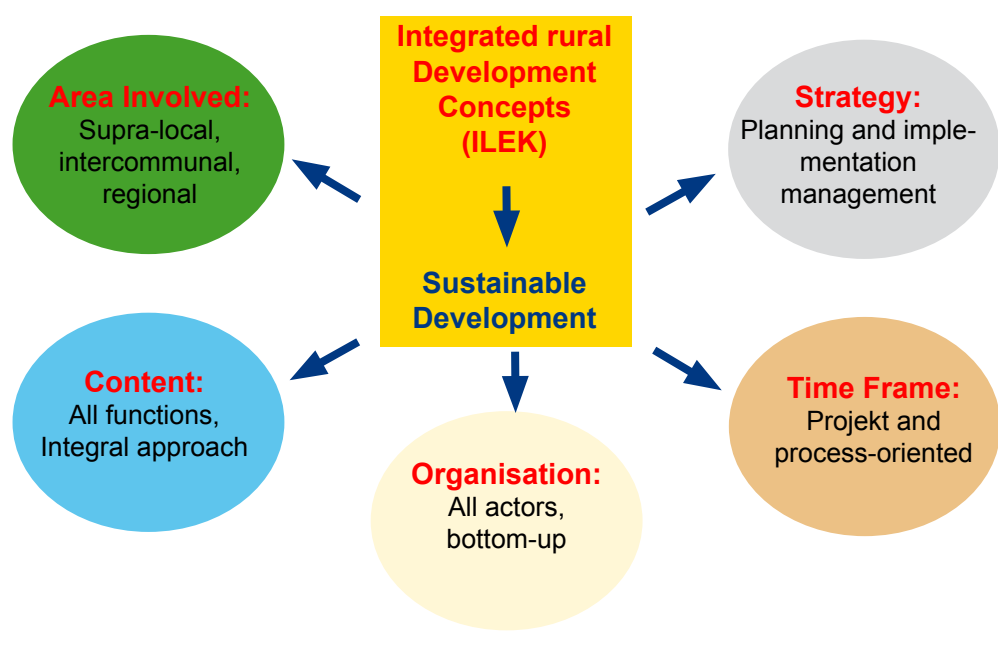 Integrated rural
Development
Concepts
(ILEK)
Sustainable
Development
Area Involved:
Supra-local,
intercommunal,
regional
Strategy:
Planning and imple-
mentation
management
Content:
All functions,
Integral approach
Organisation:
All actors,
bottom-up
Time Frame:
Projekt and
process-oriented